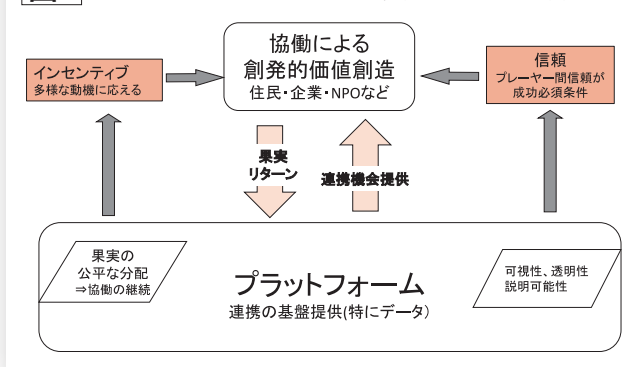 協働による
創発的価値創造
住民・企業・NPOなど
インセンティブ
多様な動機に応える
信頼
プレーヤー間信頼が
成功必須条件
果実
リターン
連携機会提供
果実の
公平な分配
⇒協働の継続
プラットフォーム
連携の基盤提供(特にデータ)
可視性、透明性
説明可能性